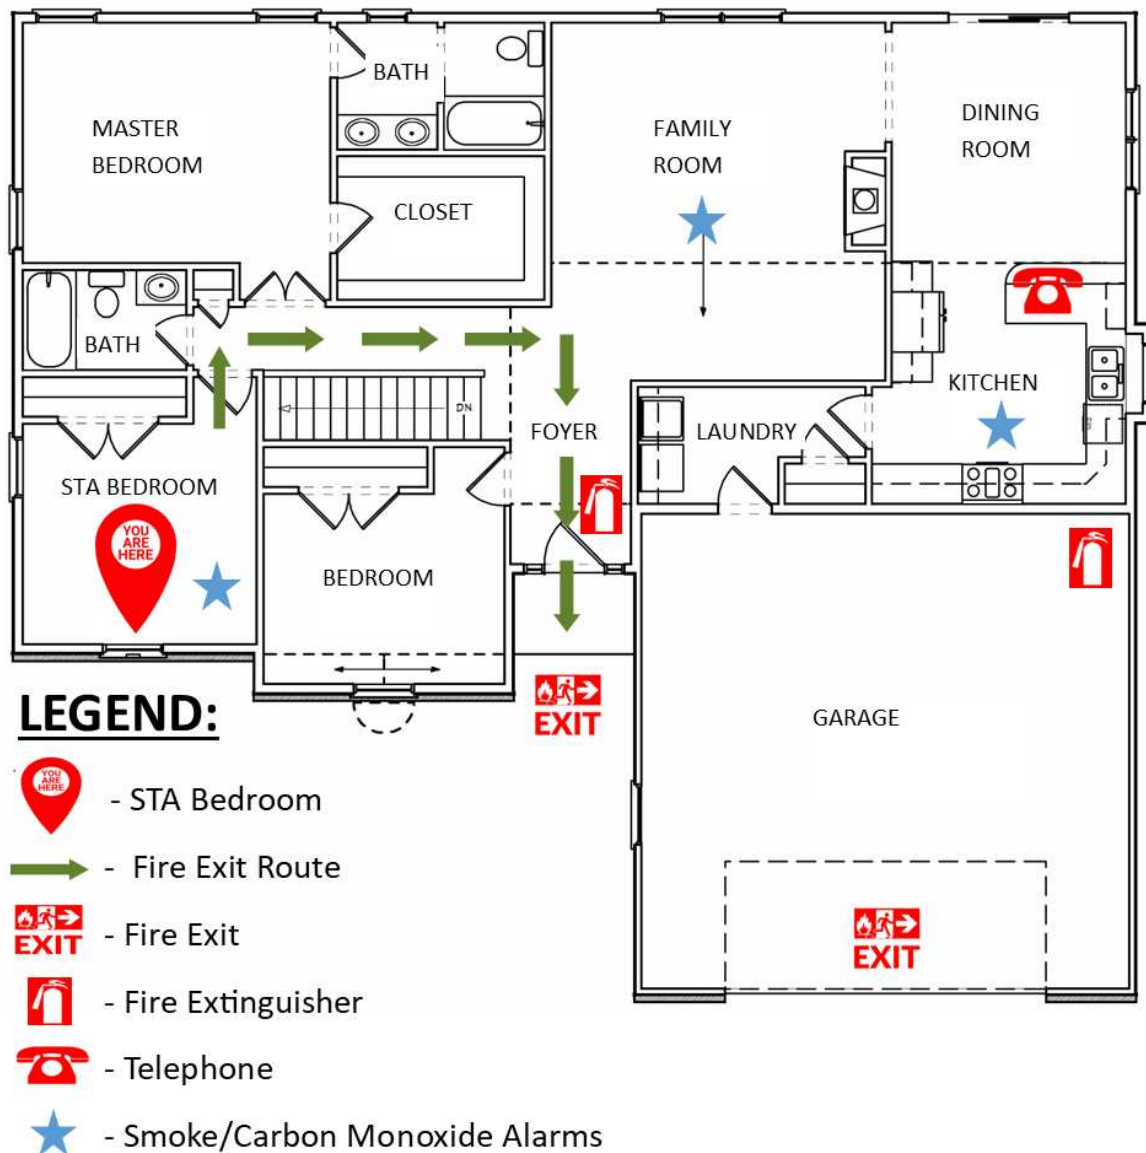 BATH
MASTER
BEDROOM
FAMILY
ROOM
DINING
ROOM
CLOSET
BATH
KITCHEN
DN
FOYER
LAUNDRY
STA BEDROOM
YOU
ARE
HERE
BEDROOM
EXIT
GARAGE
EXIT
LEGEND:
YOU
ARE
HERE
- STA Bedroom
- Fire Exit Route
EXIT - Fire Exit
- Fire Extinguisher
- Telephone
- Smoke/Carbon Monoxide Alarms